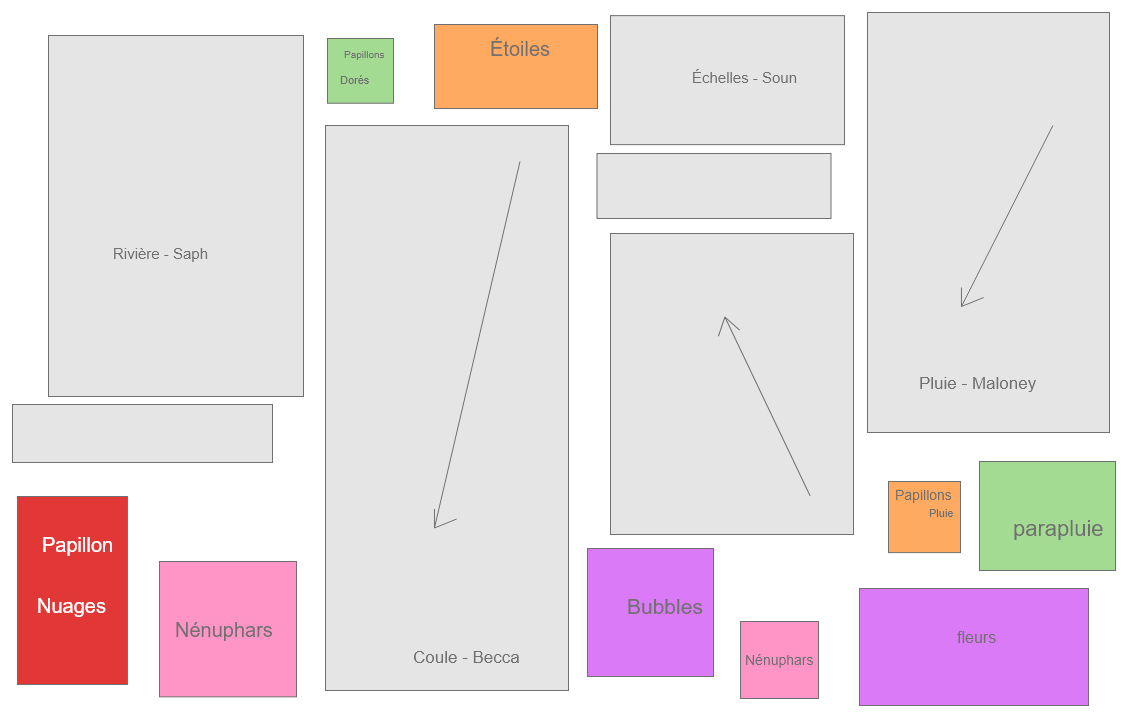 Papillons
Dorés
Étoiles
Échelles - Soun
Rivière - Saph
Pluie - Maloney
Papillons
Pluie
parapluie
Papillon
Nuages
Nénuphars
Bubbles
Nénuphars
fleurs
Coule - Becca